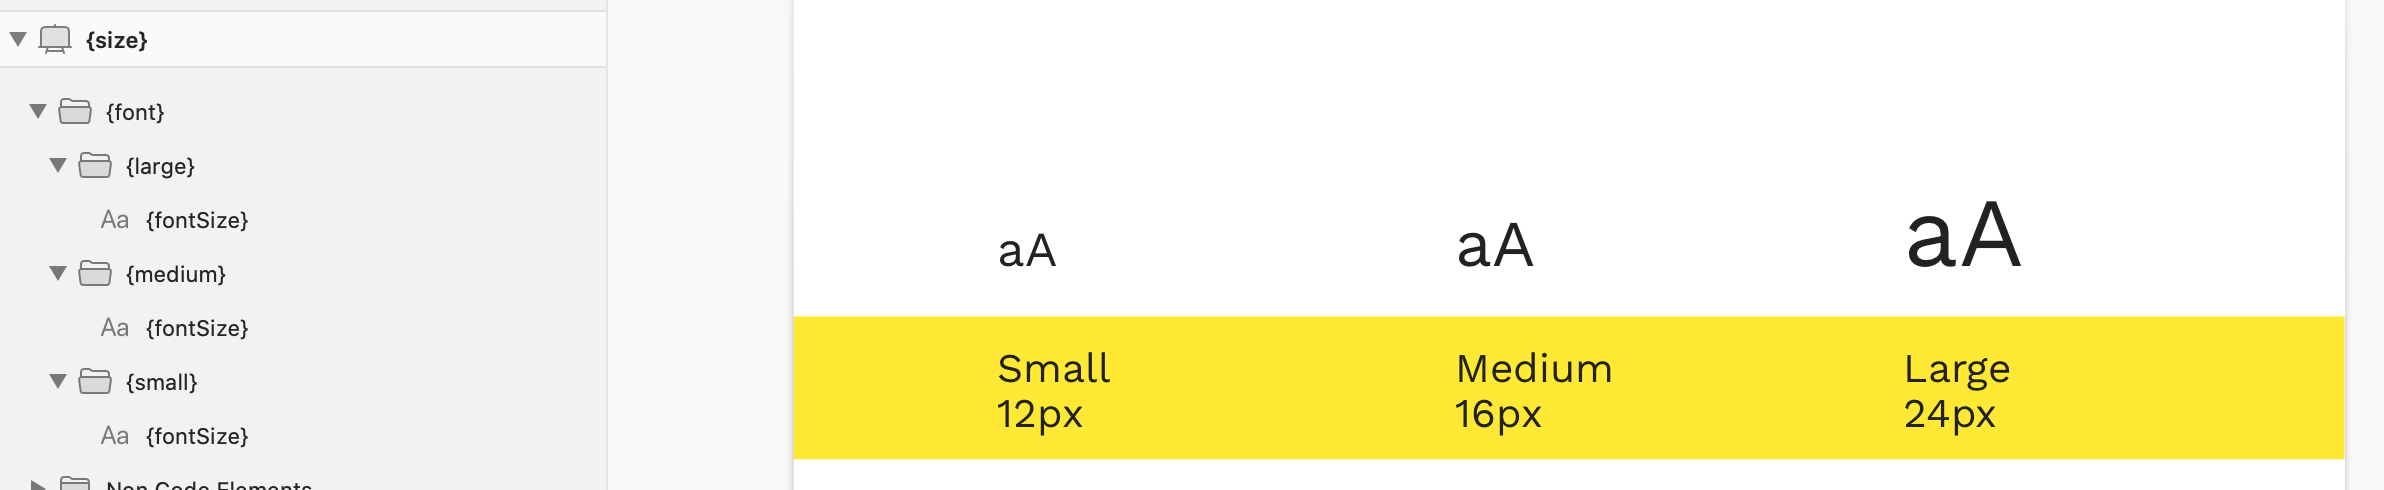 {size}
{font}
{large}
Aa {fontSize}
{medium}
Aa {fontSize}
{small}
Aa {fontSize}
Non Code Elements
aA aA aA
Small Medium Large
12px 16px 24px